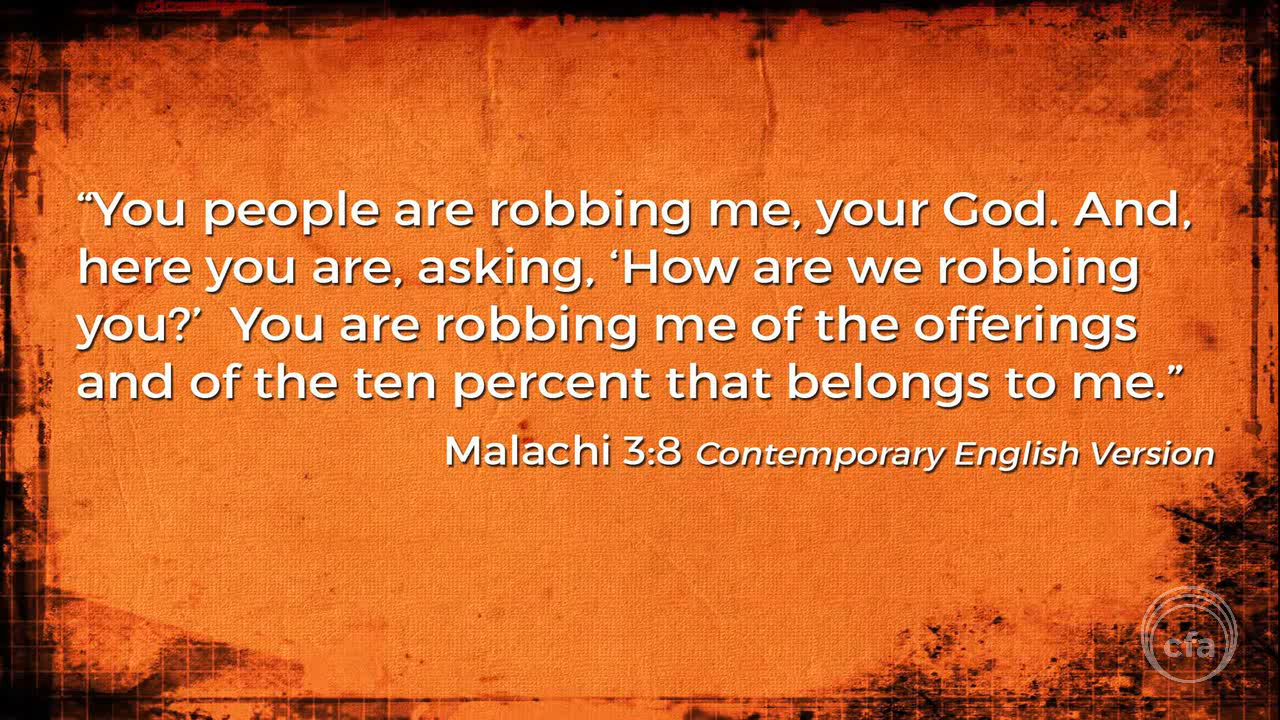 “You people are robbing me, your God. And,
here you are, asking, ‘How are we robbing
you?’  You are robbing me of the offerings
and of the ten percent that belongs to me.”
Malachi 3:8 Contemporary English Version
cfa